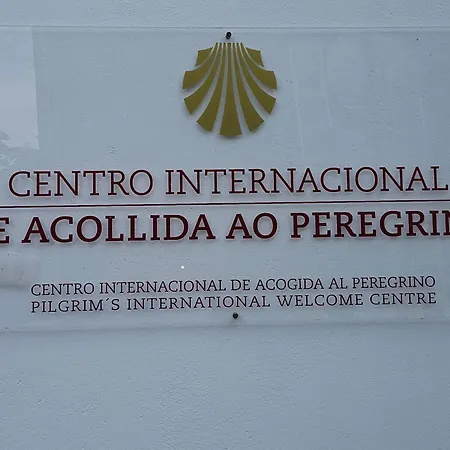 CENTRO INTERNACIONAL
E ACOLLIDA AO PEREGRIN
CENTRO INTERNACIONAL DE ACOGIDA AL PEREGRINO
PILGRIM´S INTERNATIONAL WELCOME CENTRE